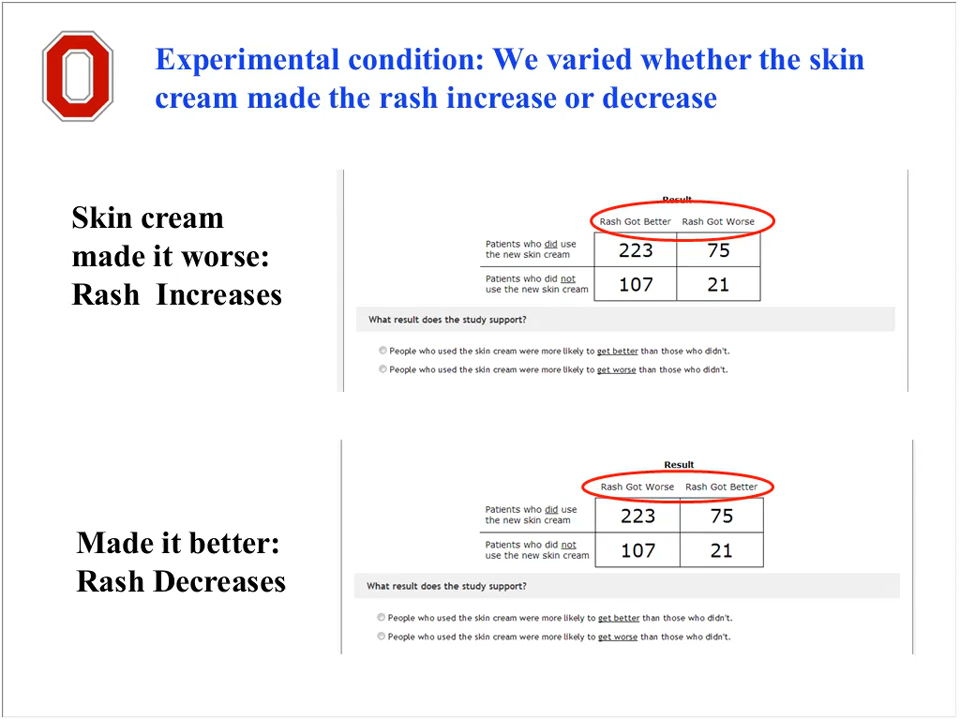 Experimental condition: We varied whether the skin
cream made the rash increase or decrease
Skin cream
made it worse:
Rash Increases
Result
Rash Got Better Rash Got Worse
Patients who did use
the new skin cream
223 75
Patients who did not
use the new skin cream
107 21
What result does the study support?
People who used the skin cream were more likely to get better than those who didn't.
People who used the skin cream were more likely to get worse than those who didn't.
Made it better:
Rash Decreases
Result
Rash Got Worse Rash Got Better
Patients who did use
the new skin cream
223 75
Patients who did not
use the new skin cream
107 21
What result does the study support?
People who used the skin cream were more likely to get better than those who didn't.
People who used the skin cream were more likely to get worse than those who didn't.